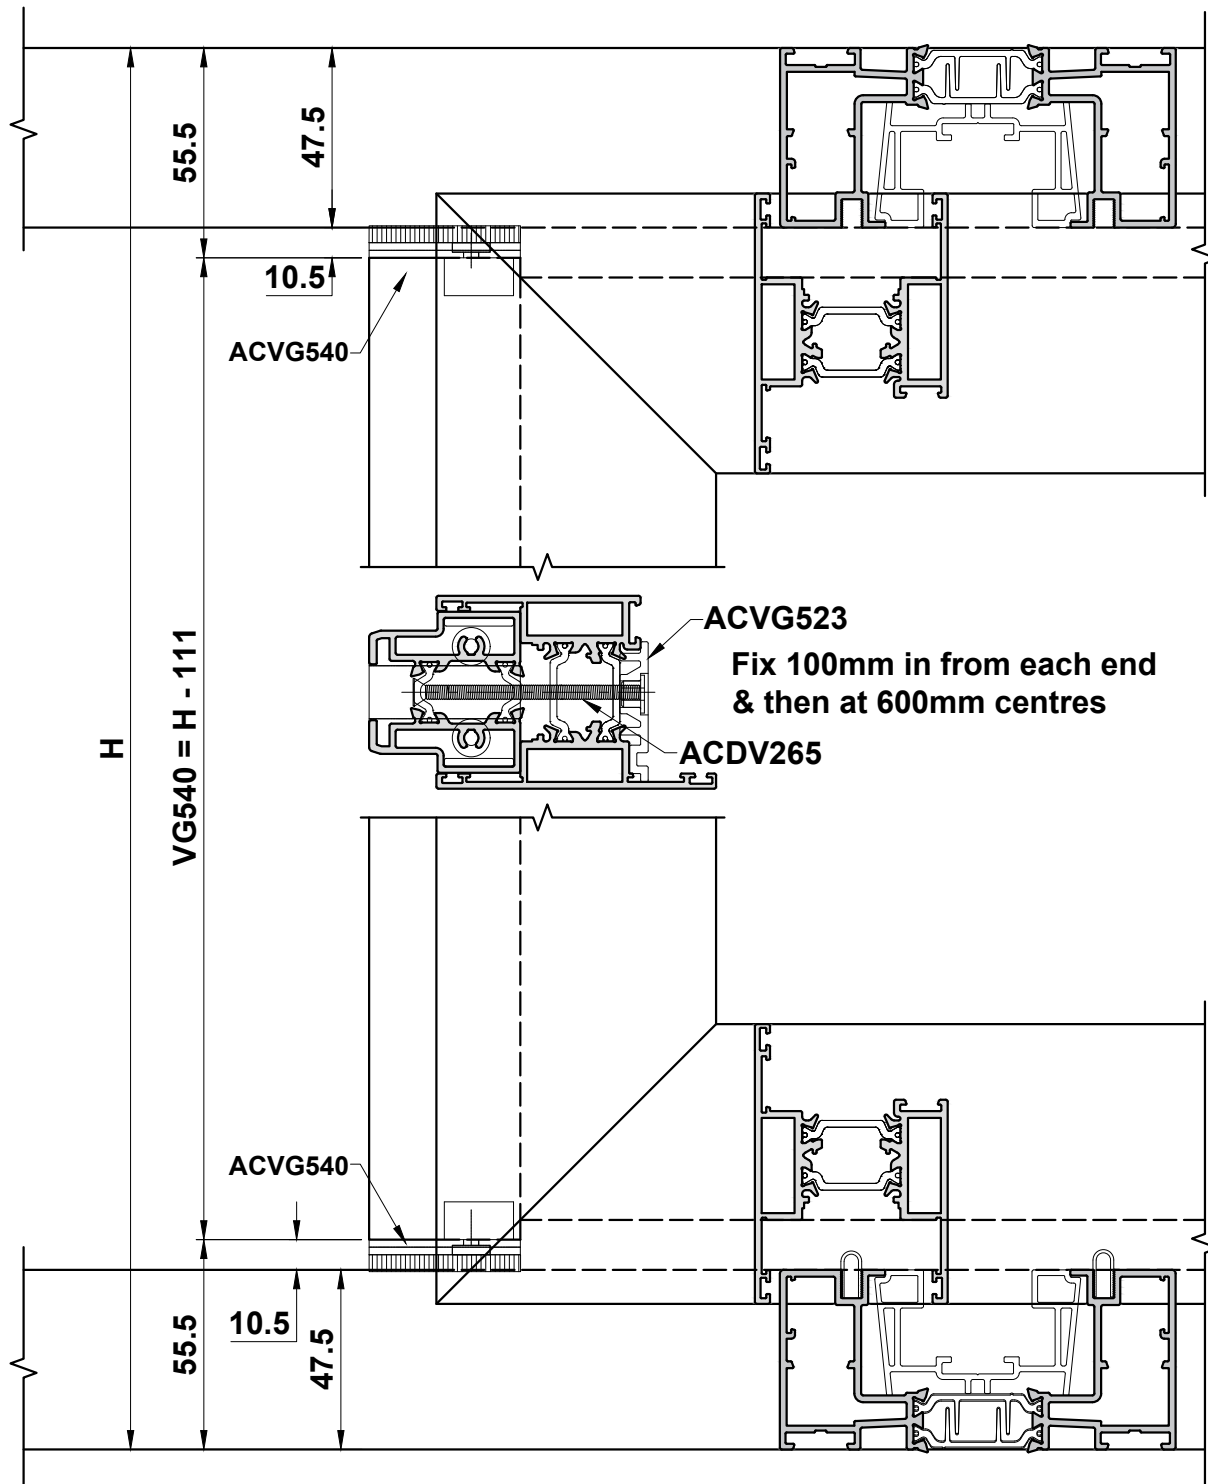 55.5
47.5
10.5
ACVG540
ACVG523
Fix 100mm in from each end
& then at 600mm centres
ACDV265
H
VG540 = H - 111
ACVG540
10.5
55.5
47.5